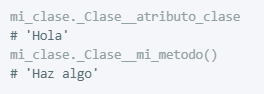 mi_clase._Clase__atributo_clase
# 'Hola'
mi_clase._Clase__mi_metodo()
# 'Haz algo'